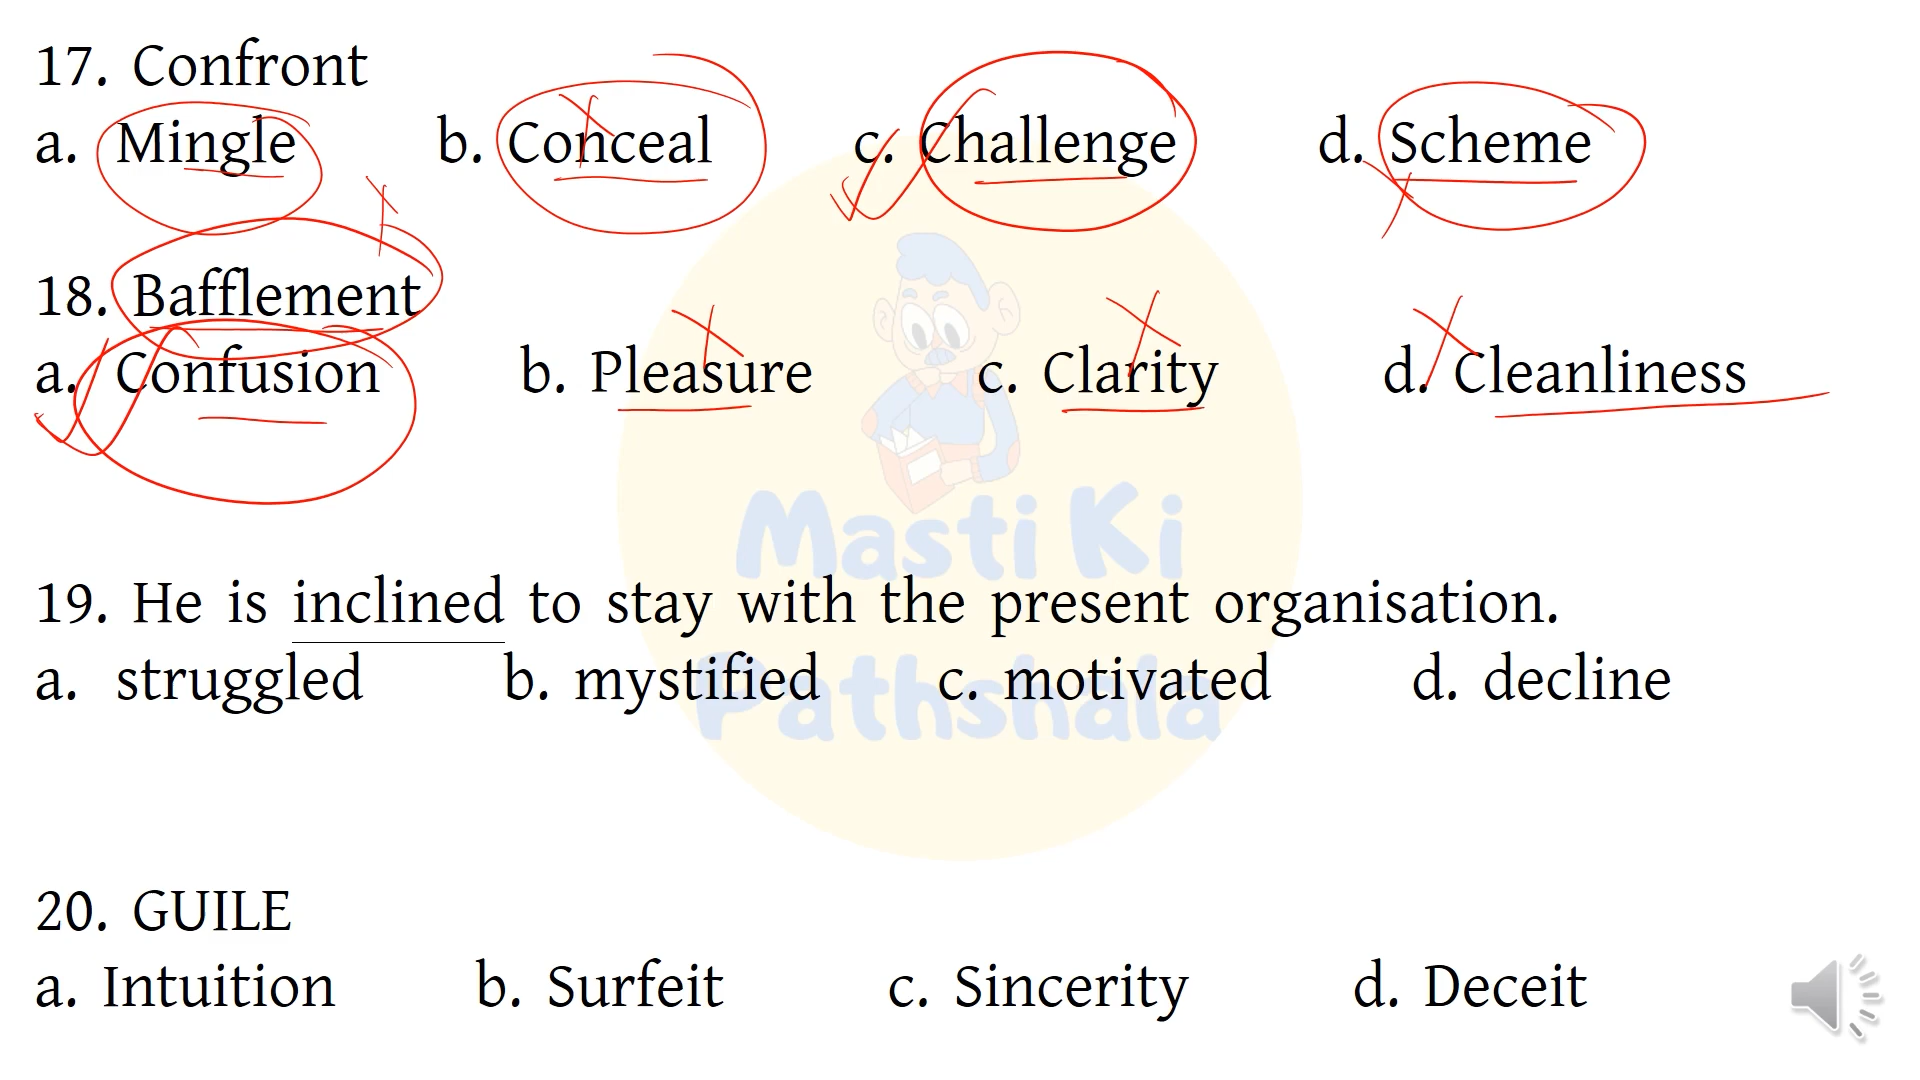 17. Confront
a. Mingle b. Conceal c. Challenge d. Scheme
18. Bafflement
a. Confusion b. Pleasure c. Clarity d. Cleanliness
Masti Ki
19. He is inclined to stay with the present organisation.
a. struggled b. mystified c. motivated d. decline
Pathshala
20. GUILE
a. Intuition b. Surfeit c. Sincerity d. Deceit